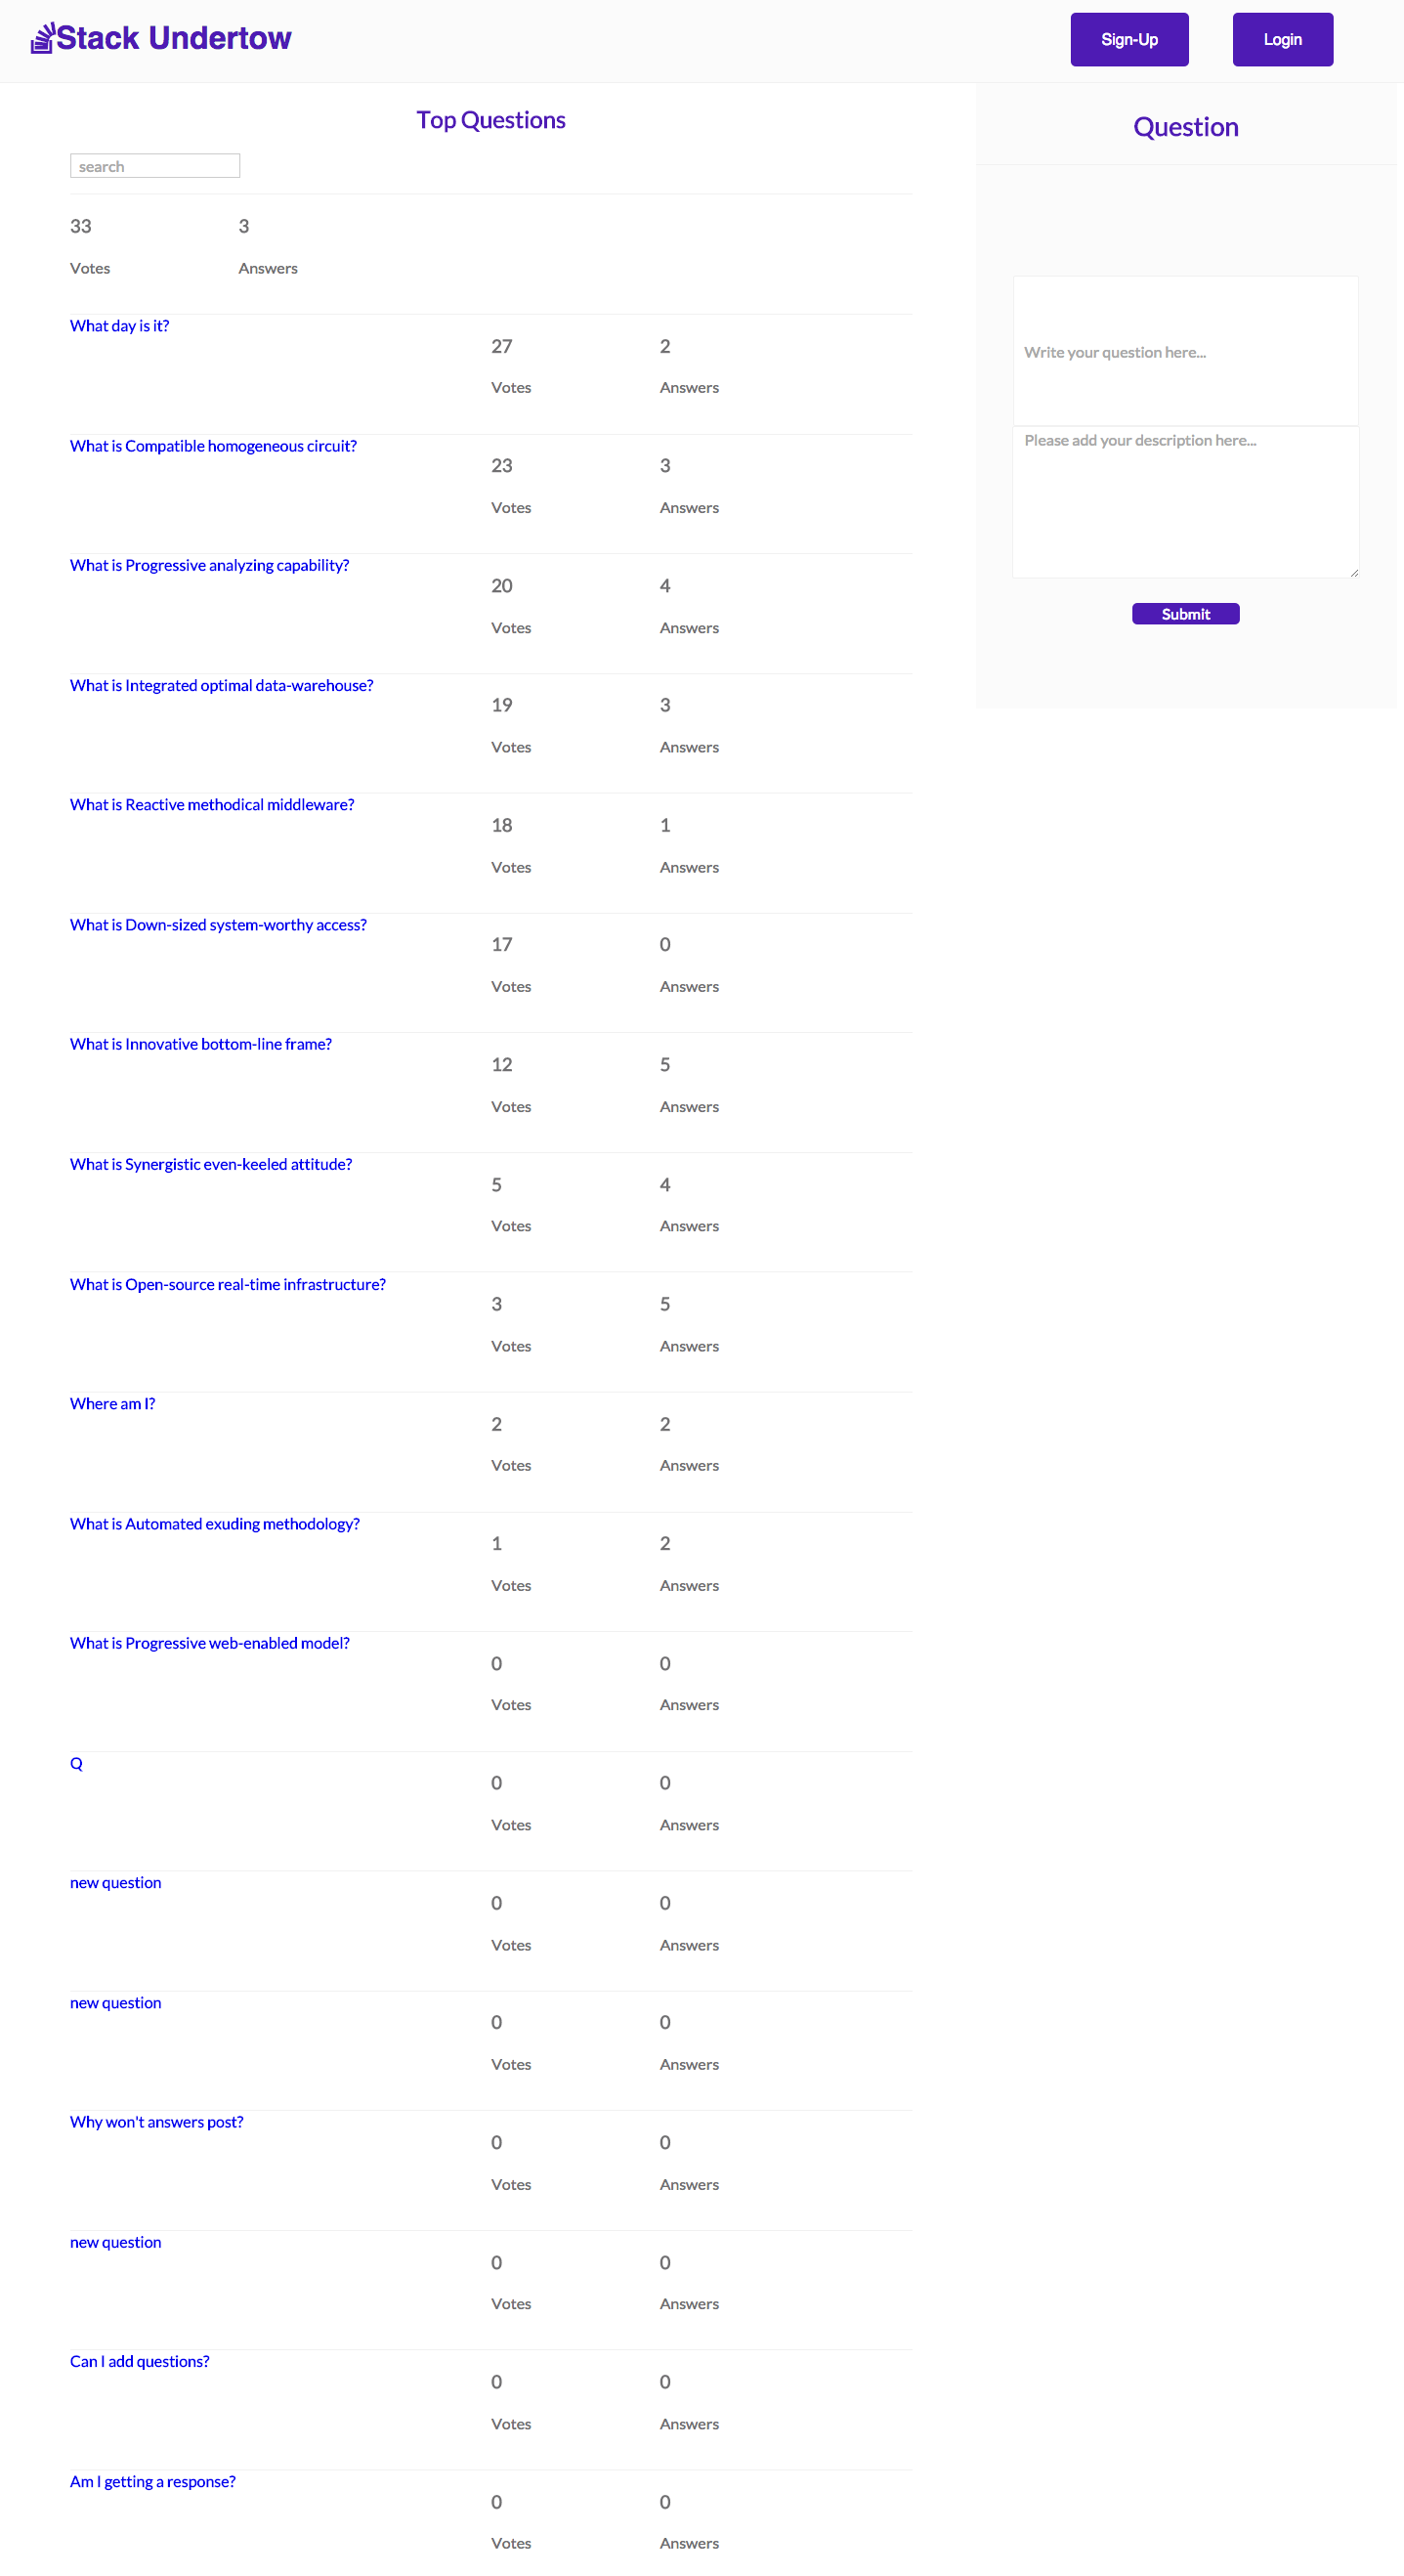 Stack Undertow
Sign-Up
Login
Top Questions
search
33 3
Votes Answers
What day is it?
27 2
Votes Answers
What is Compatible homogeneous circuit?
23 3
Votes Answers
What is Progressive analyzing capability?
20 4
Votes Answers
What is Integrated optimal data-warehouse?
19 3
Votes Answers
What is Reactive methodical middleware?
18 1
Votes Answers
What is Down-sized system-worthy access?
17 0
Votes Answers
What is Innovative bottom-line frame?
12 5
Votes Answers
What is Synergistic even-keeled attitude?
5 4
Votes Answers
What is Open-source real-time infrastructure?
3 5
Votes Answers
Where am I?
2 2
Votes Answers
What is Automated exuding methodology?
1 2
Votes Answers
What is Progressive web-enabled model?
0 0
Votes Answers
Q
0 0
Votes Answers
new question
0 0
Votes Answers
new question
0 0
Votes Answers
Why won't answers post?
0 0
Votes Answers
new question
0 0
Votes Answers
Can I add questions?
0 0
Votes Answers
Am I getting a response?
0 0
Votes Answers
Question
Write your question here...
Please add your description here...
Submit